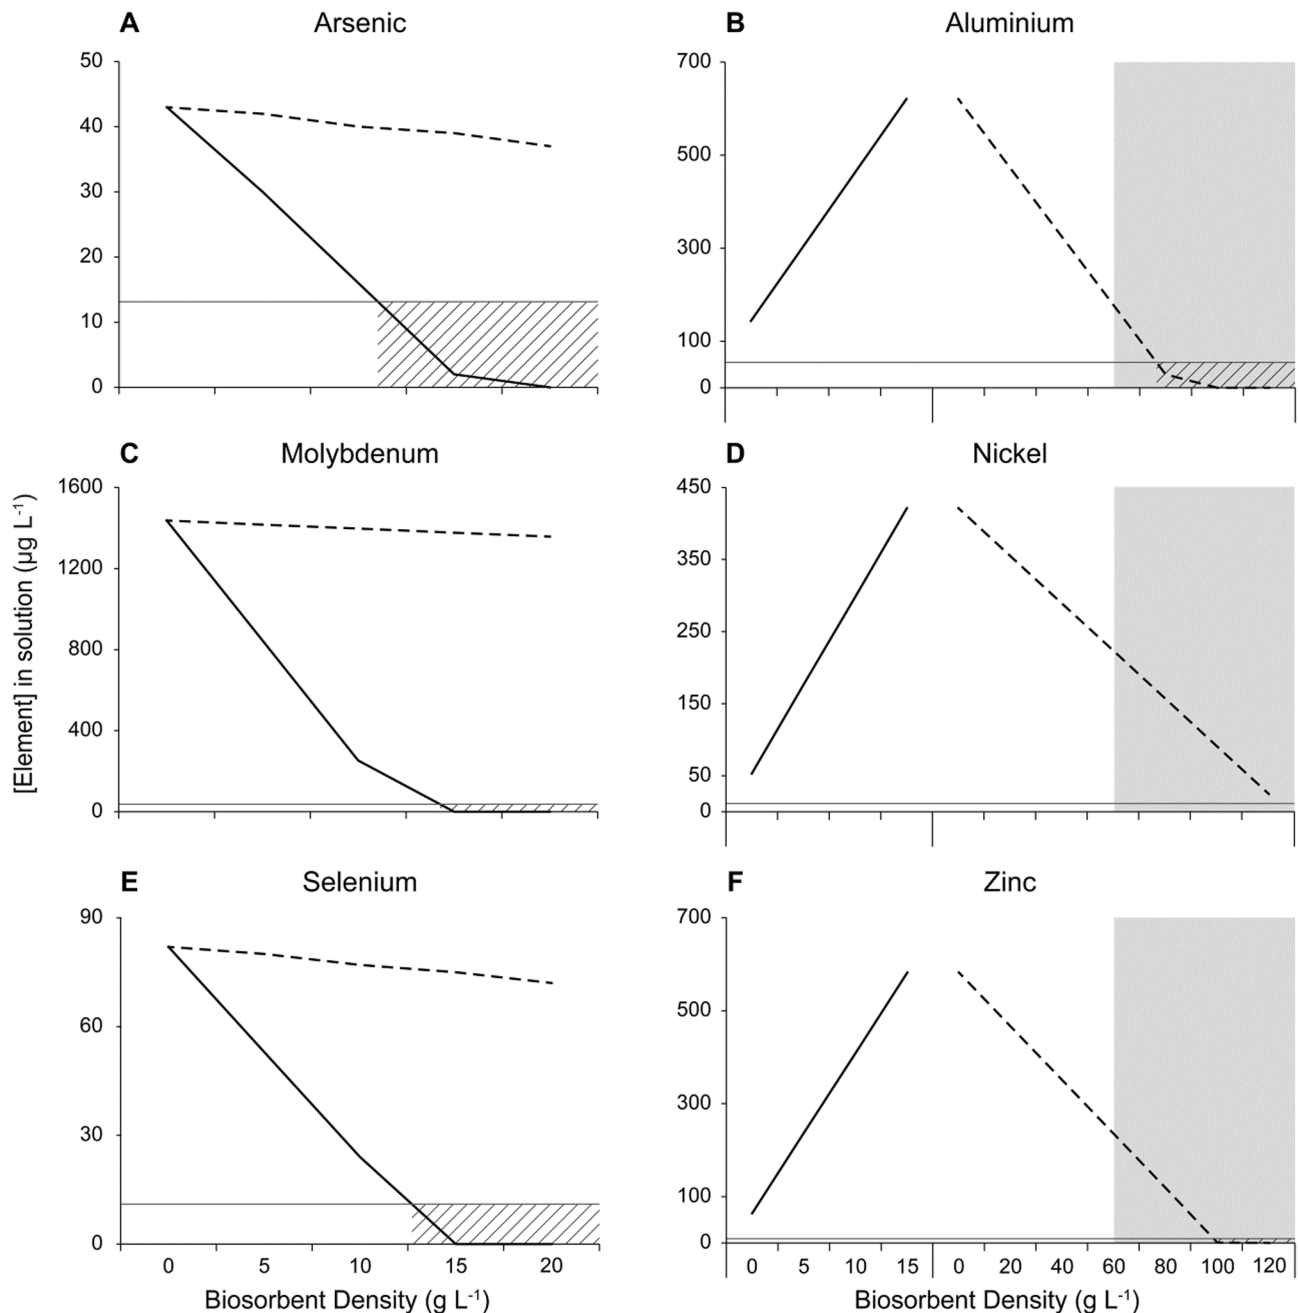 A Arsenic
50
40
30
20
10
0
B Aluminium
700
500
300
100
0
C Molybdenum
1600
1200
800
400
0
D Nickel
450
350
250
150
50
0
[Element] in solution (µg L⁻¹)
E Selenium
90
60
30
0
0 5 10 15 20
Biosorbent Density (g L⁻¹)
F Zinc
700
500
300
100
0
0 5 10 15 0 20 40 60 80 100 120
Biosorbent Density (g L⁻¹)